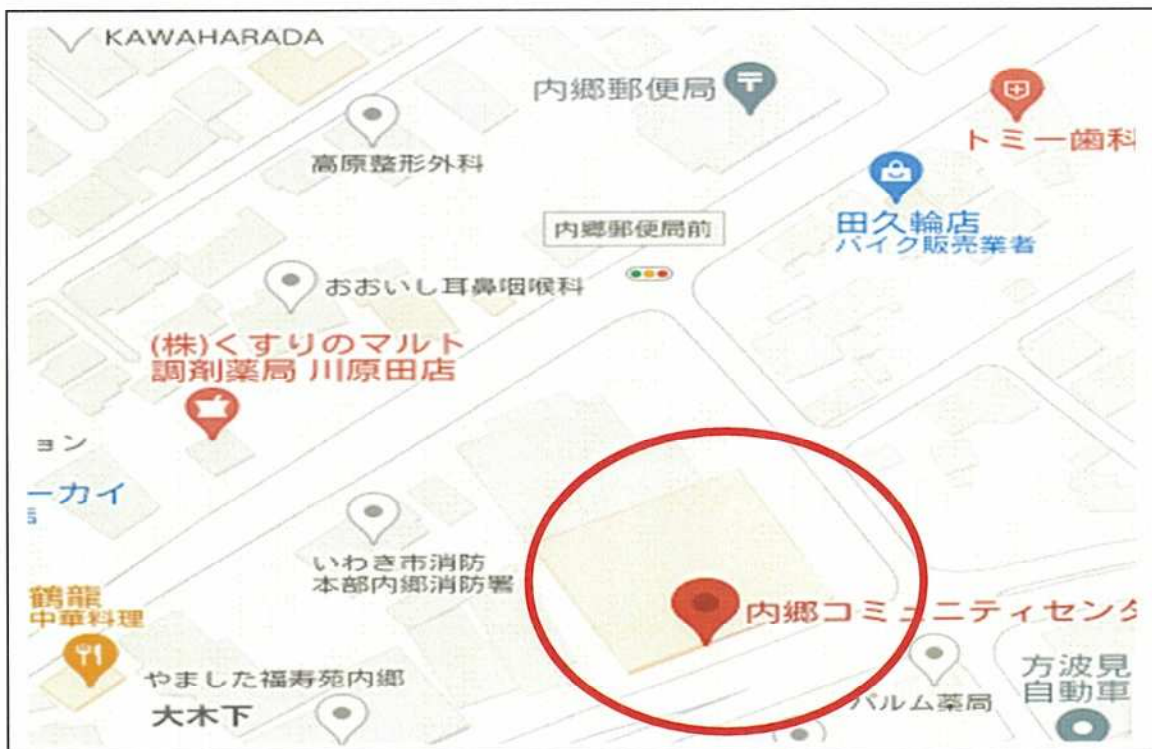 KAWAHARADA
内郷郵便局
トミー歯科
高原整形外科
田久輪店
バイク販売業者
内郷郵便局前
おおいし耳鼻咽喉科
(株)くすりのマルト
調剤薬局 川原田店
ョン
ーカイ
いわき市消防
本部内郷消防署
鶴龍
中華料理
内郷コミュニティセンタ
やました福寿苑内郷
大木下
パルム薬局
方波見
自動車